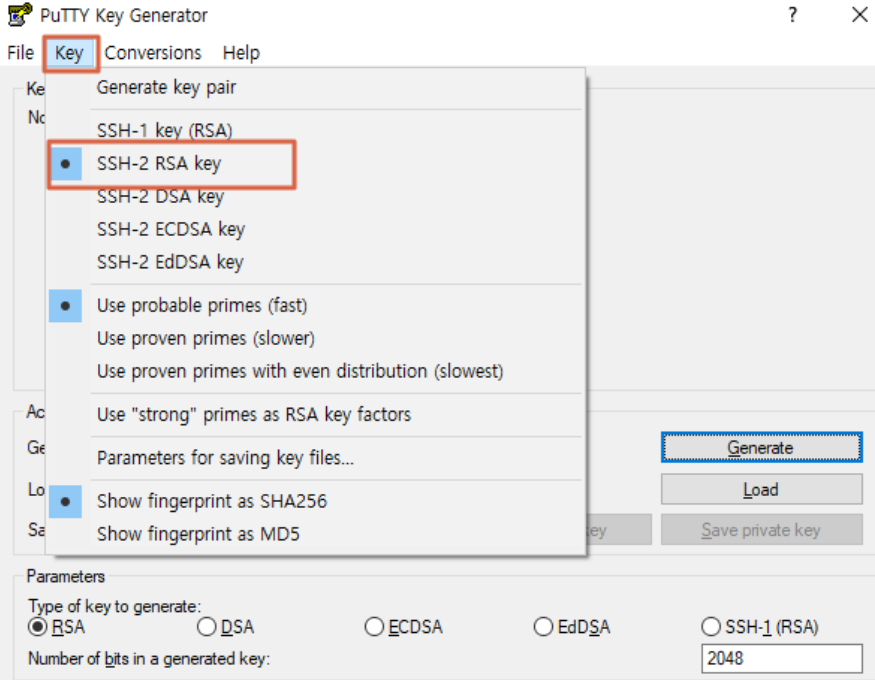 PuTTY Key Generator ? ×
File Key Conversions Help
Ke
Generate key pair
No
SSH-1 key (RSA)
SSH-2 RSA key
SSH-2 DSA key
SSH-2 ECDSA key
SSH-2 EdDSA key
Use probable primes (fast)
Use proven primes (slower)
Use proven primes with even distribution (slowest)
Ac
Use "strong" primes as RSA key factors
Ge
Generate
Parameters for saving key files...
Lo
Load
Show fingerprint as SHA256
Sa
Show fingerprint as MD5
ey
Save private key
Parameters
Type of key to generate:
RSA DSA ECDSA EdDSA SSH-1 (RSA)
Number of bits in a generated key: 2048